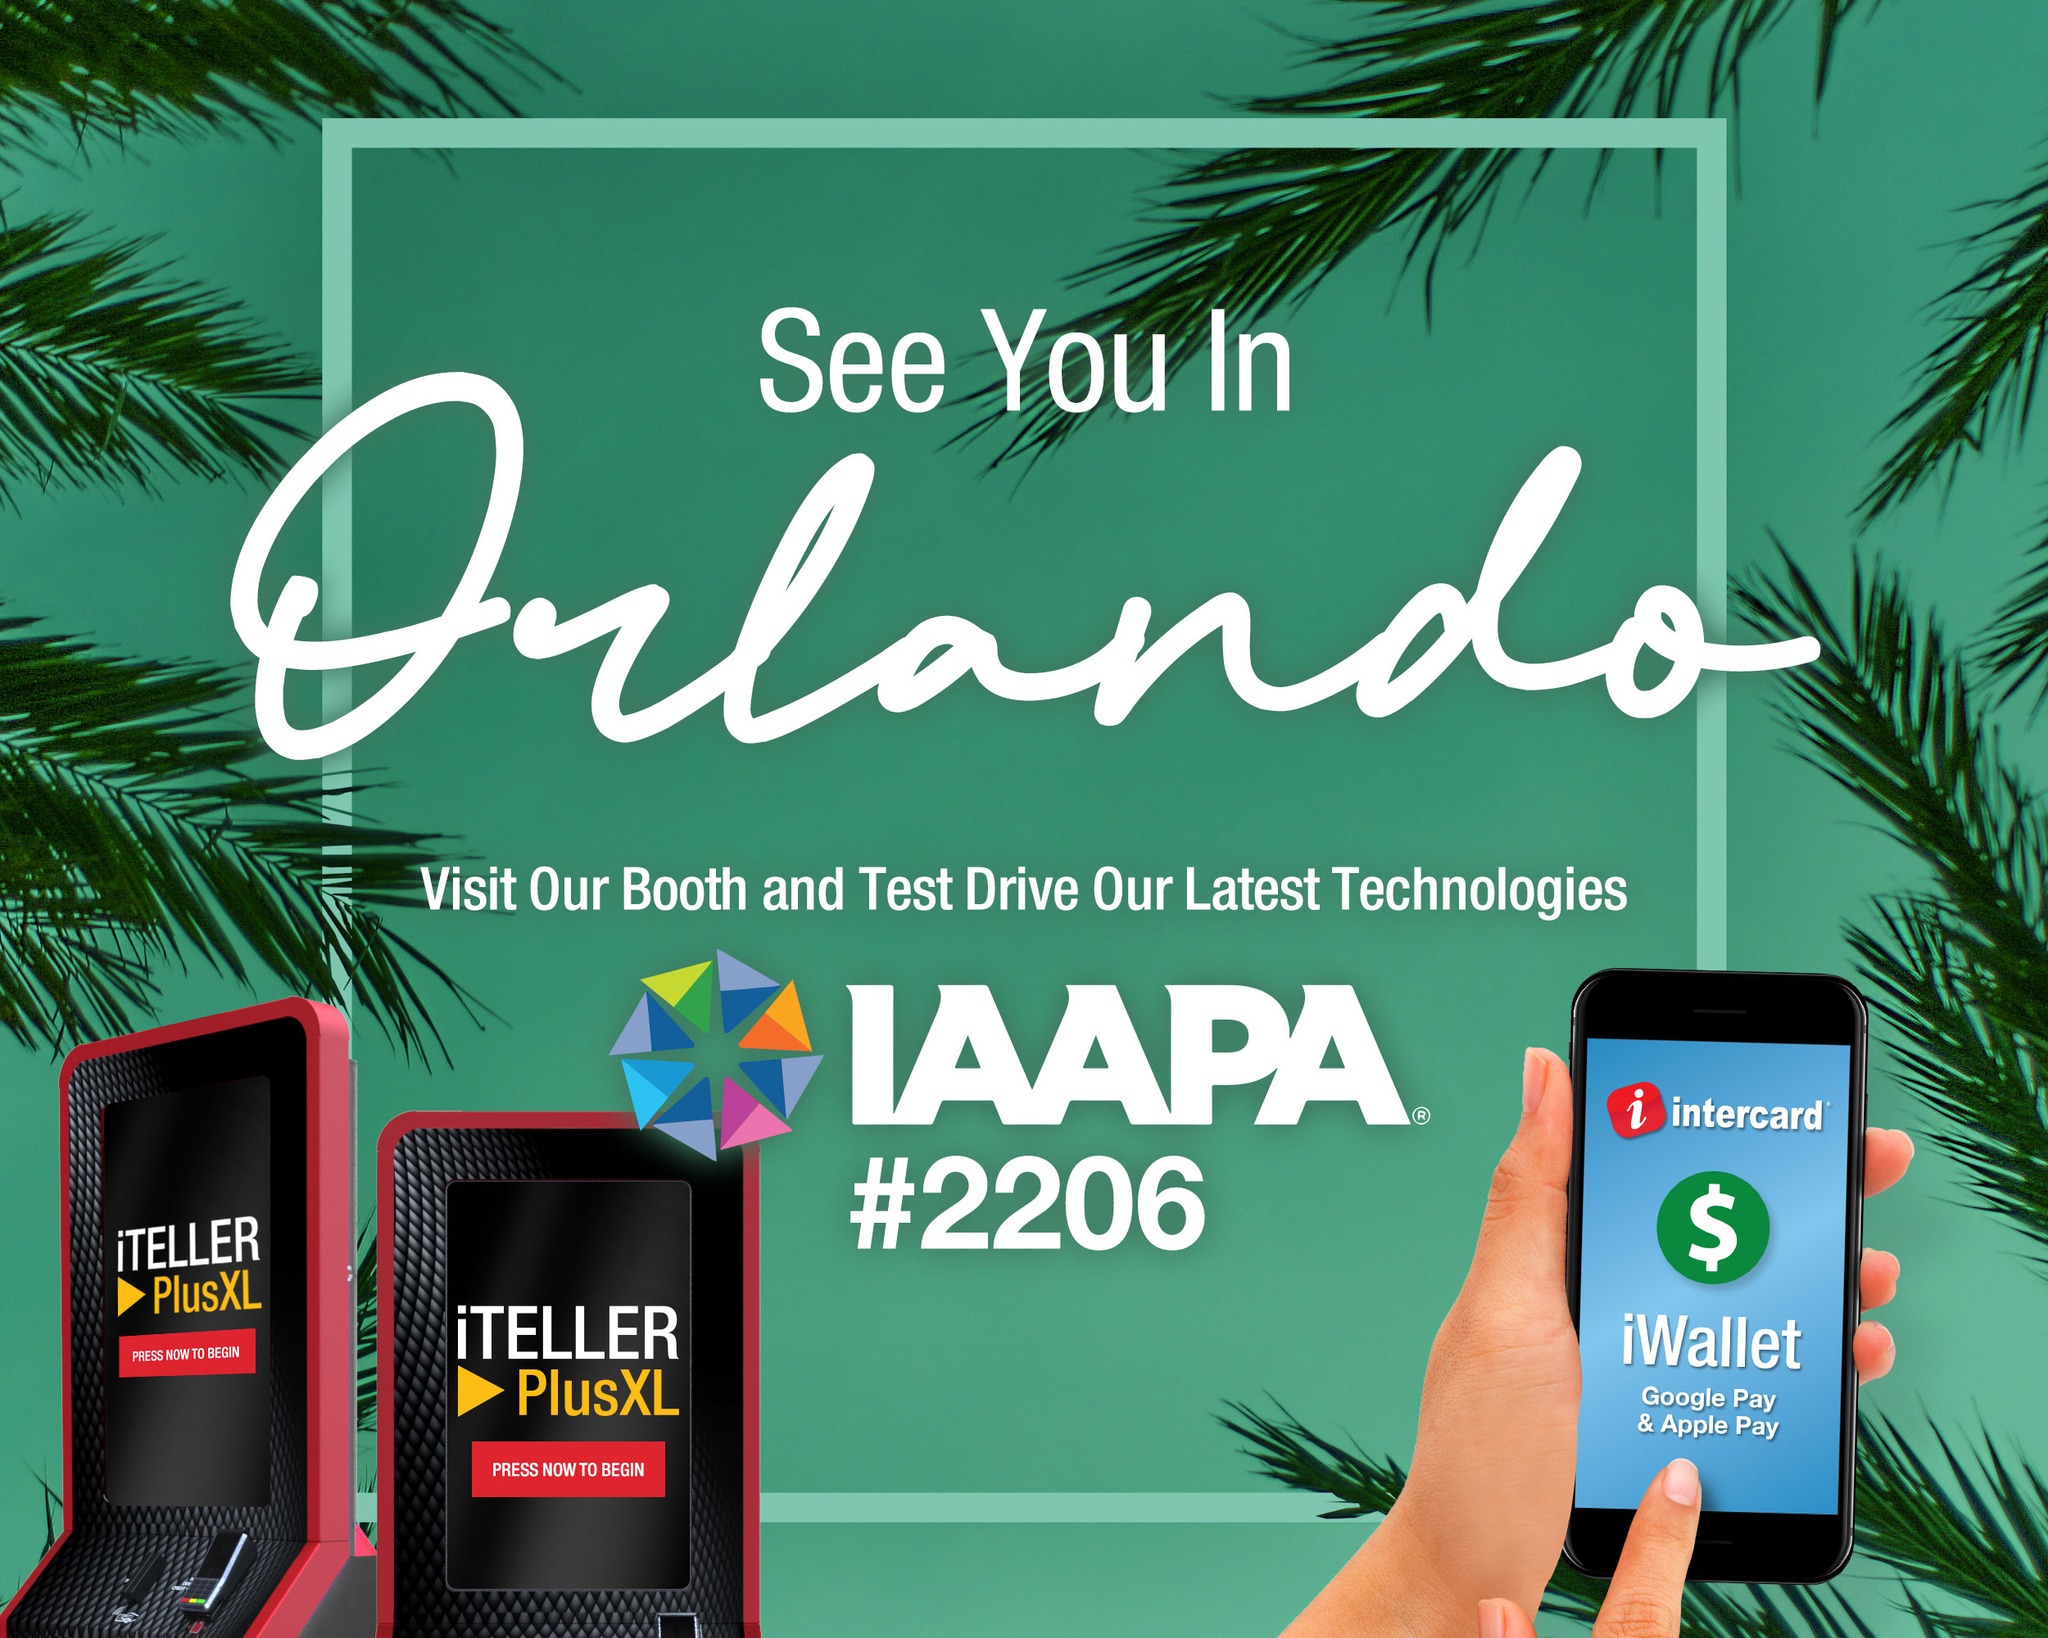 See You In
Orlando
Visit Our Booth and Test Drive Our Latest Technologies
IAAPA®
#2206
iTELLER
PlusXL
PRESS NOW TO BEGIN
iTELLER
PlusXL
PRESS NOW TO BEGIN
i intercard®
$
iWallet
Google Pay
& Apple Pay